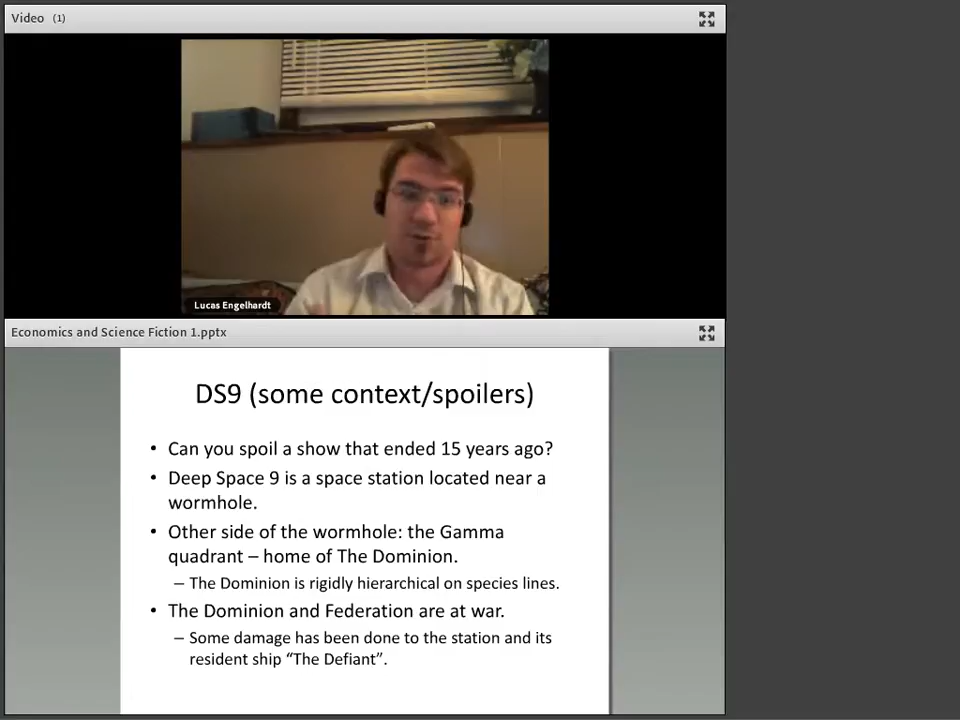 Video (1)
Lucas Engelhardt
Economics and Science Fiction 1.pptx
DS9 (some context/spoilers)
• Can you spoil a show that ended 15 years ago?
• Deep Space 9 is a space station located near a
wormhole.
• Other side of the wormhole: the Gamma
quadrant – home of The Dominion.
– The Dominion is rigidly hierarchical on species lines.
• The Dominion and Federation are at war.
– Some damage has been done to the station and its
resident ship “The Defiant”.